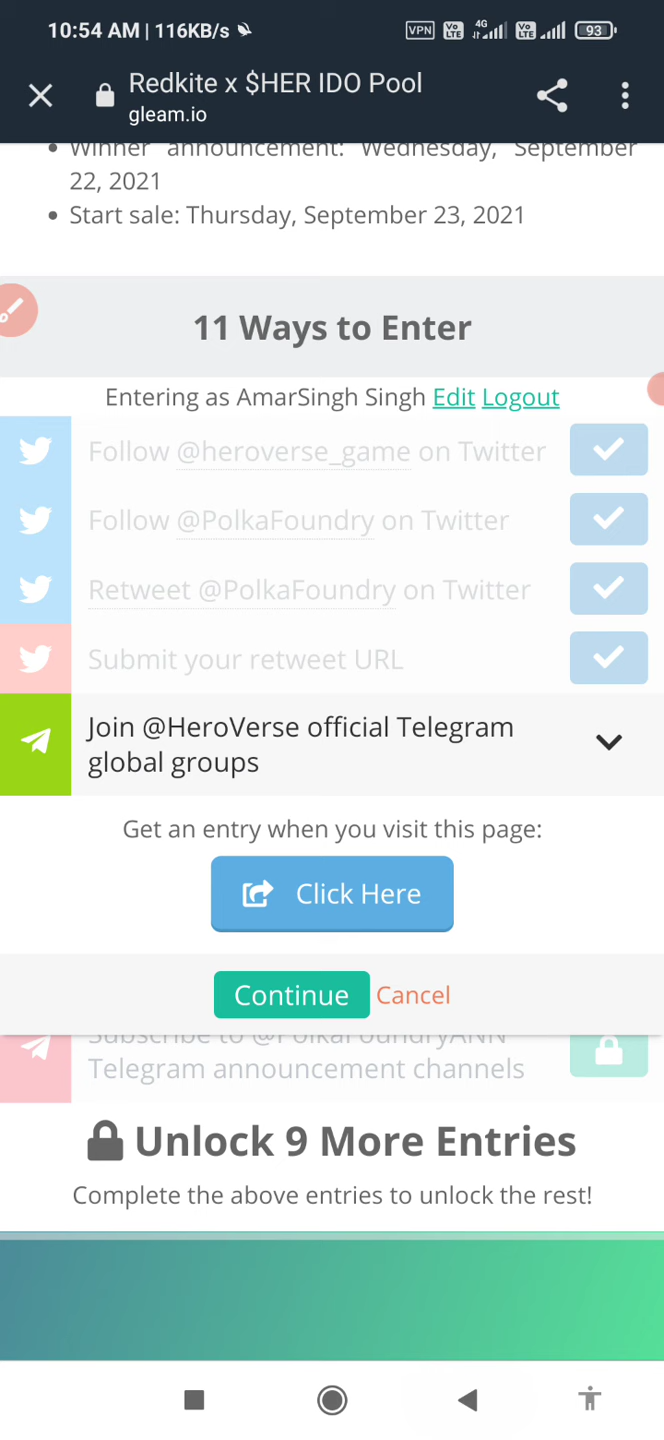 10:54 AM | 116KB/s
VPN Vo LTE 4G Vo LTE 93
Redkite x $HER IDO Pool
gleam.io
Winner announcement: Wednesday, September
22, 2021
Start sale: Thursday, September 23, 2021
11 Ways to Enter
Entering as AmarSingh Singh Edit Logout
Follow @heroverse_game on Twitter
Follow @PolkaFoundry on Twitter
Retweet @PolkaFoundry on Twitter
Submit your retweet URL
Join @HeroVerse official Telegram
global groups
Get an entry when you visit this page:
Click Here
Continue Cancel
Subscribe to @PolkaFoundryANN
Telegram announcement channels
Unlock 9 More Entries
Complete the above entries to unlock the rest!